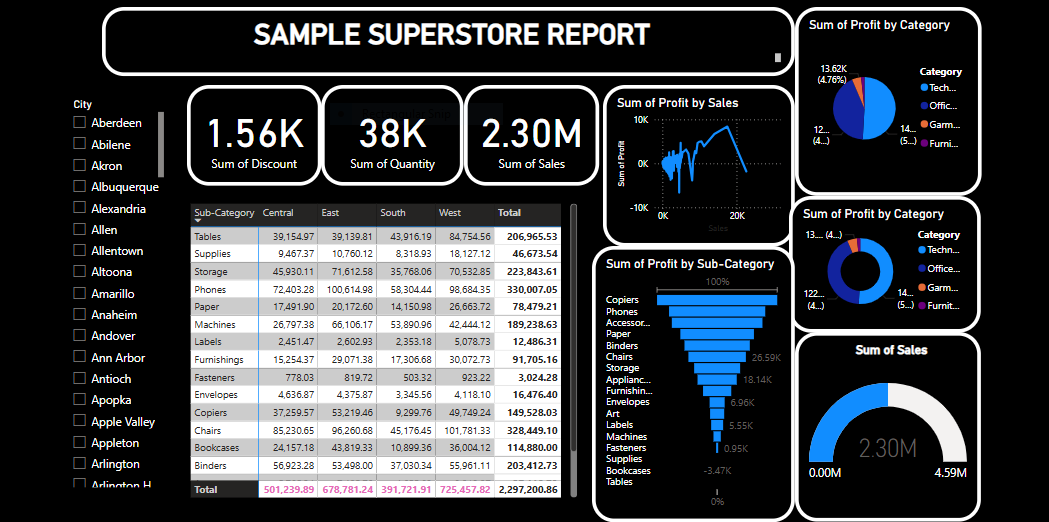 SAMPLE SUPERSTORE REPORT
City
Aberdeen
Abilene
Akron
Albuquerque
Alexandria
Allen
Allentown
Altoona
Amarillo
Anaheim
Andover
Ann Arbor
Antioch
Apopka
Apple Valley
Appleton
Arlington
Arlington H
1.56K
Sum of Discount
38K
Sum of Quantity
2.30M
Sum of Sales
Sub-Category Central East South West Total
Tables 39,154.97 39,139.81 43,916.19 84,754.56 206,965.53
Supplies 9,467.37 10,760.12 8,318.93 18,127.12 46,673.54
Storage 45,930.11 71,612.58 35,768.06 70,532.85 223,843.61
Phones 72,403.28 100,614.98 58,304.44 98,684.35 330,007.05
Paper 17,491.90 20,172.60 14,150.98 26,663.72 78,479.21
Machines 26,797.38 66,106.17 53,890.96 42,444.12 189,238.63
Labels 2,451.47 2,602.93 2,353.18 5,078.73 12,486.31
Furnishings 15,254.37 29,071.38 17,306.68 30,072.73 91,705.16
Fasteners 778.03 819.72 503.32 923.22 3,024.28
Envelopes 4,636.87 4,375.87 3,345.56 4,118.10 16,476.40
Copiers 37,259.57 53,219.46 9,299.76 49,749.24 149,528.03
Chairs 85,230.65 96,260.68 45,176.45 101,781.33 328,449.10
Bookcases 24,157.18 43,819.33 10,899.36 36,004.12 114,880.00
Binders 56,923.28 53,498.00 37,030.34 55,961.11 203,412.73
Total 501,239.89 678,781.24 391,721.91 725,457.82 2,297,200.86
Sum of Profit by Sales
Sum of Profit
10K
0K
-10K
0K 20K
Sales
Sum of Profit by Sub-Category
100%
Copiers
Phones
Accessor...
Paper
Binders
Chairs 26.59K
Storage
Applianc... 18.14K
Furnishin...
Envelopes 6.96K
Art
Labels 5.55K
Machines
Fasteners 0.95K
Supplies
Bookcases -3.47K
Tables
0%
Sum of Profit by Category
13.62K
(4.76%)
12...
(4...)
14...
(5...)
Category
Tech...
Offic...
Garm...
Furni...
Sum of Profit by Category
13.... (4...)
122...
(4...)
14...
(5...)
Category
Techn...
Office...
Garm...
Furnit...
Sum of Sales
2.30M
0.00M 4.59M